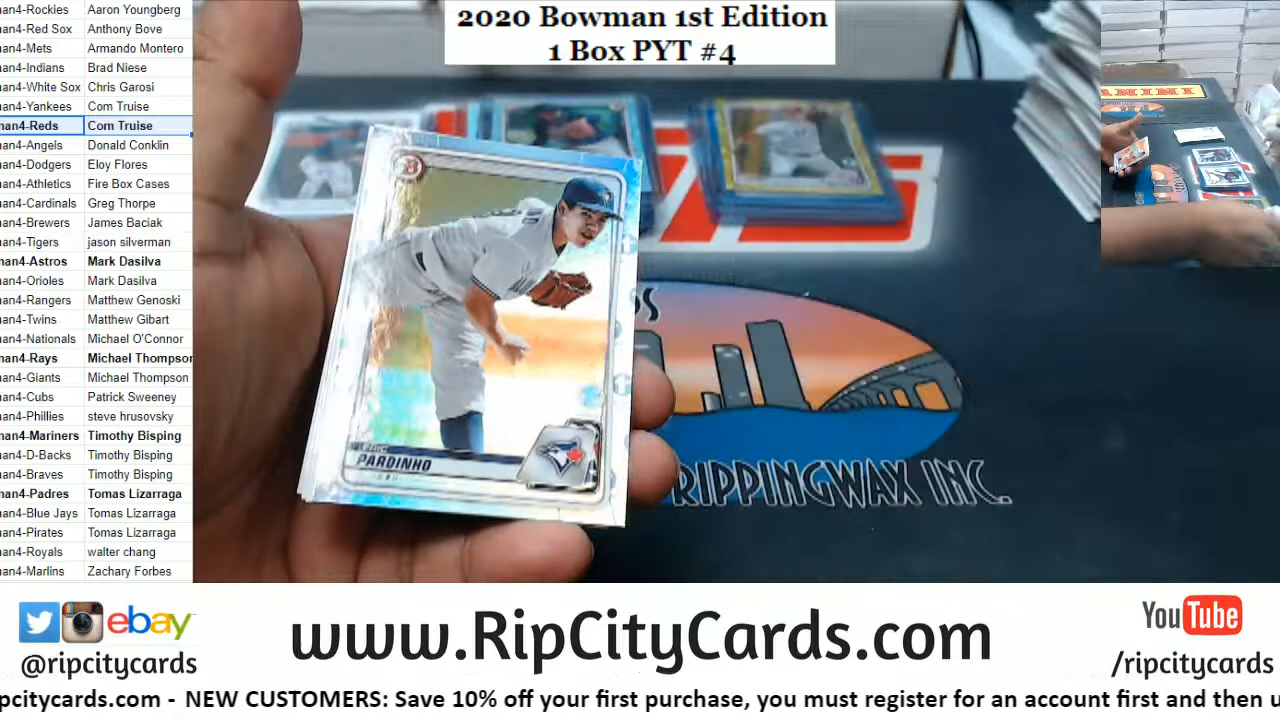 nan4-Rockies Aaron Youngberg
nan4-Red Sox Anthony Bove
nan4-Mets Armando Montero
nan4-Indians Brad Niese
nan4-White Sox Chris Garosi
nan4-Yankees Com Truise
nan4-Reds Com Truise
nan4-Angels Donald Conklin
nan4-Dodgers Eloy Flores
nan4-Athletics Fire Box Cases
nan4-Cardinals Greg Thorpe
nan4-Brewers James Baciak
nan4-Tigers jason silverman
nan4-Astros Mark Dasilva
nan4-Orioles Mark Dasilva
nan4-Rangers Matthew Genoski
nan4-Twins Matthew Gibart
nan4-Nationals Michael O'Connor
nan4-Rays Michael Thompson
nan4-Giants Michael Thompson
nan4-Cubs Patrick Sweeney
nan4-Phillies steve hrusovsky
nan4-Mariners Timothy Bisping
nan4-D-Backs Timothy Bisping
nan4-Braves Timothy Bisping
nan4-Padres Tomas Lizarraga
nan4-Blue Jays Tomas Lizarraga
nan4-Pirates Tomas Lizarraga
nan4-Royals walter chang
nan4-Marlins Zachary Forbes
2020 Bowman 1st Edition
1 Box PYT #4
B
PARDINHO
RIPPINGWAX INC.
PANINI
ebay
@ripcitycards
www.RipCityCards.com
YouTube
/ripcitycards
pcitycards.com - NEW CUSTOMERS: Save 10% off your first purchase, you must register for an account first and then u